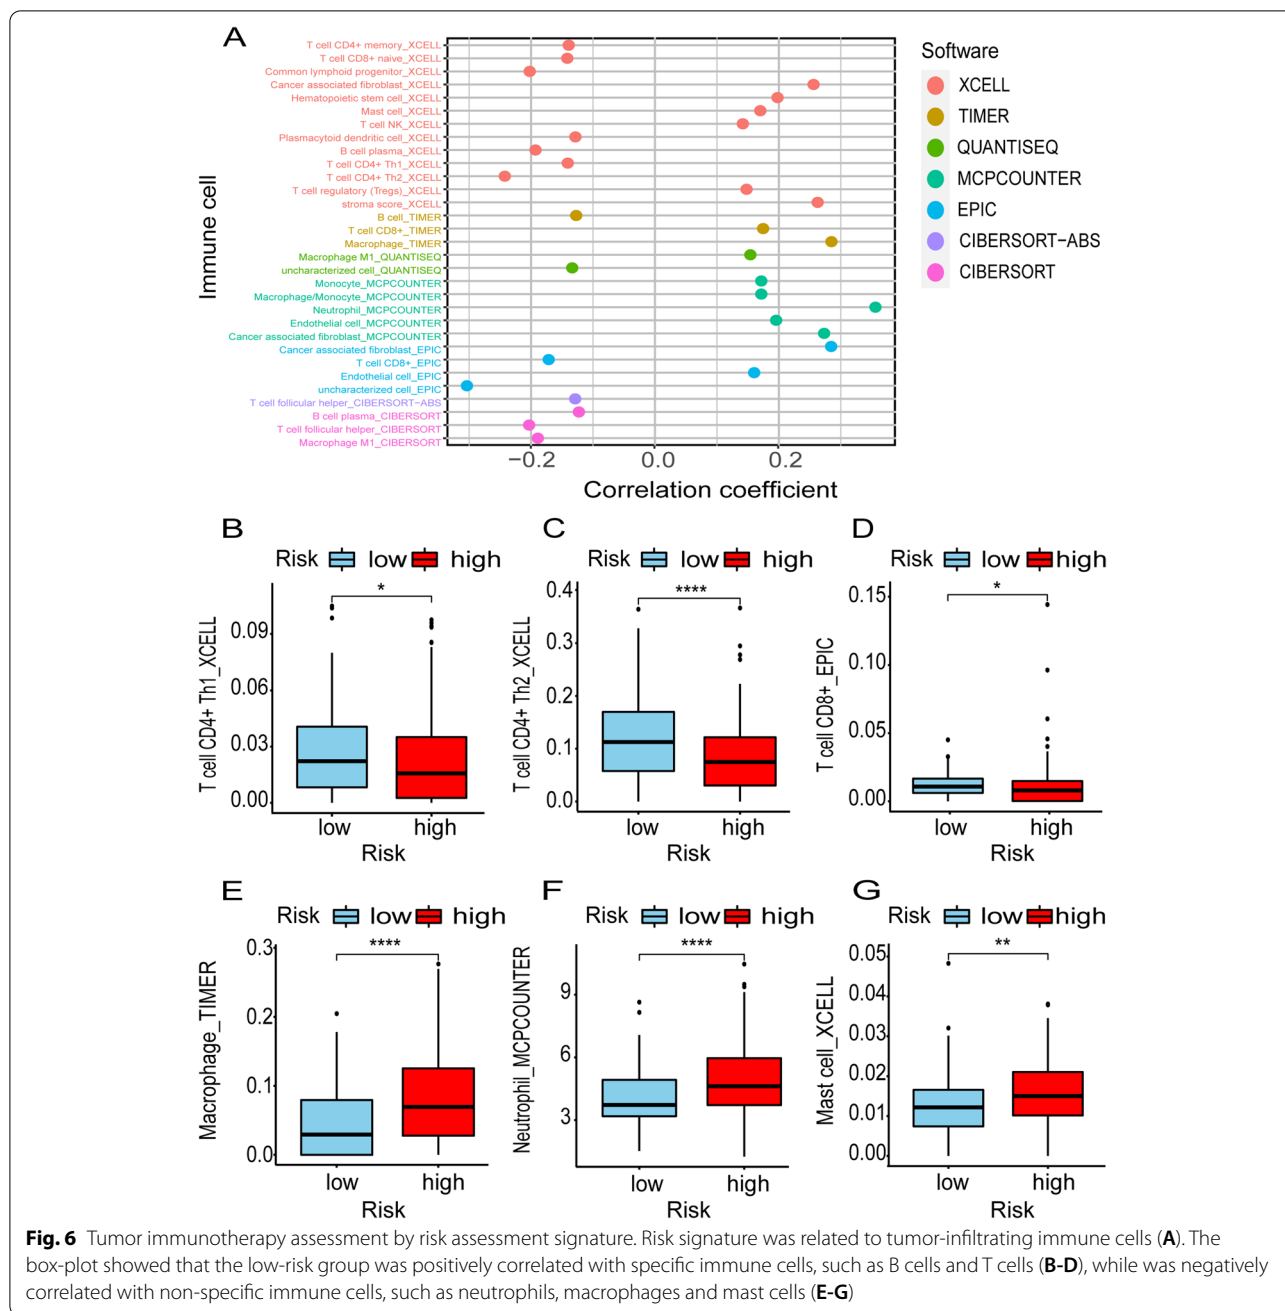 A
T cell CD4+ memory_XCELL
T cell CD8+ naive_XCELL
Common lymphoid progenitor_XCELL
Cancer associated fibroblast_XCELL
Hematopoietic stem cell_XCELL
Mast cell_XCELL
T cell NK_XCELL
Plasmacytoid dendritic cell_XCELL
B cell plasma_XCELL
T cell CD4+ Th1_XCELL
T cell CD4+ Th2_XCELL
T cell regulatory (Tregs)_XCELL
stroma score_XCELL
B cell_TIMER
T cell CD8+_TIMER
Macrophage_TIMER
Macrophage M1_QUANTISEQ
uncharacterized cell_QUANTISEQ
Monocyte_MCPCOUNTER
Macrophage/Monocyte_MCPCOUNTER
Neutrophil_MCPCOUNTER
Endothelial cell_MCPCOUNTER
Cancer associated fibroblast_MCPCOUNTER
Cancer associated fibroblast_EPIC
T cell CD8+_EPIC
Endothelial cell_EPIC
uncharacterized cell_EPIC
T cell follicular helper_CIBERSORT-ABS
B cell plasma_CIBERSORT
T cell follicular helper_CIBERSORT
Macrophage M1_CIBERSORT
Immune cell
−0.2 0.0 0.2
Correlation coefficient
Software
XCELL
TIMER
QUANTISEQ
MCPCOUNTER
EPIC
CIBERSORT−ABS
CIBERSORT
B
Risk low high
*
T cell CD4+ Th1_XCELL
0.09
0.06
0.03
0.00
low high
Risk
C
Risk low high
****
T cell CD4+ Th2_XCELL
0.4
0.3
0.2
0.1
0.0
low high
Risk
D
Risk low high
*
T cell CD8+_EPIC
0.15
0.10
0.05
0.00
low high
Risk
E
Risk low high
****
Macrophage_TIMER
0.3
0.2
0.1
0.0
low high
Risk
F
Risk low high
****
Neutrophil_MCPCOUNTER
9
6
3
low high
Risk
G
Risk low high
**
Mast cell_XCELL
0.05
0.04
0.03
0.02
0.01
0.00
low high
Risk
Fig. 6 Tumor immunotherapy assessment by risk assessment signature. Risk signature was related to tumor-infiltrating immune cells (A). The
box-plot showed that the low-risk group was positively correlated with specific immune cells, such as B cells and T cells (B-D), while was negatively
correlated with non-specific immune cells, such as neutrophils, macrophages and mast cells (E-G)